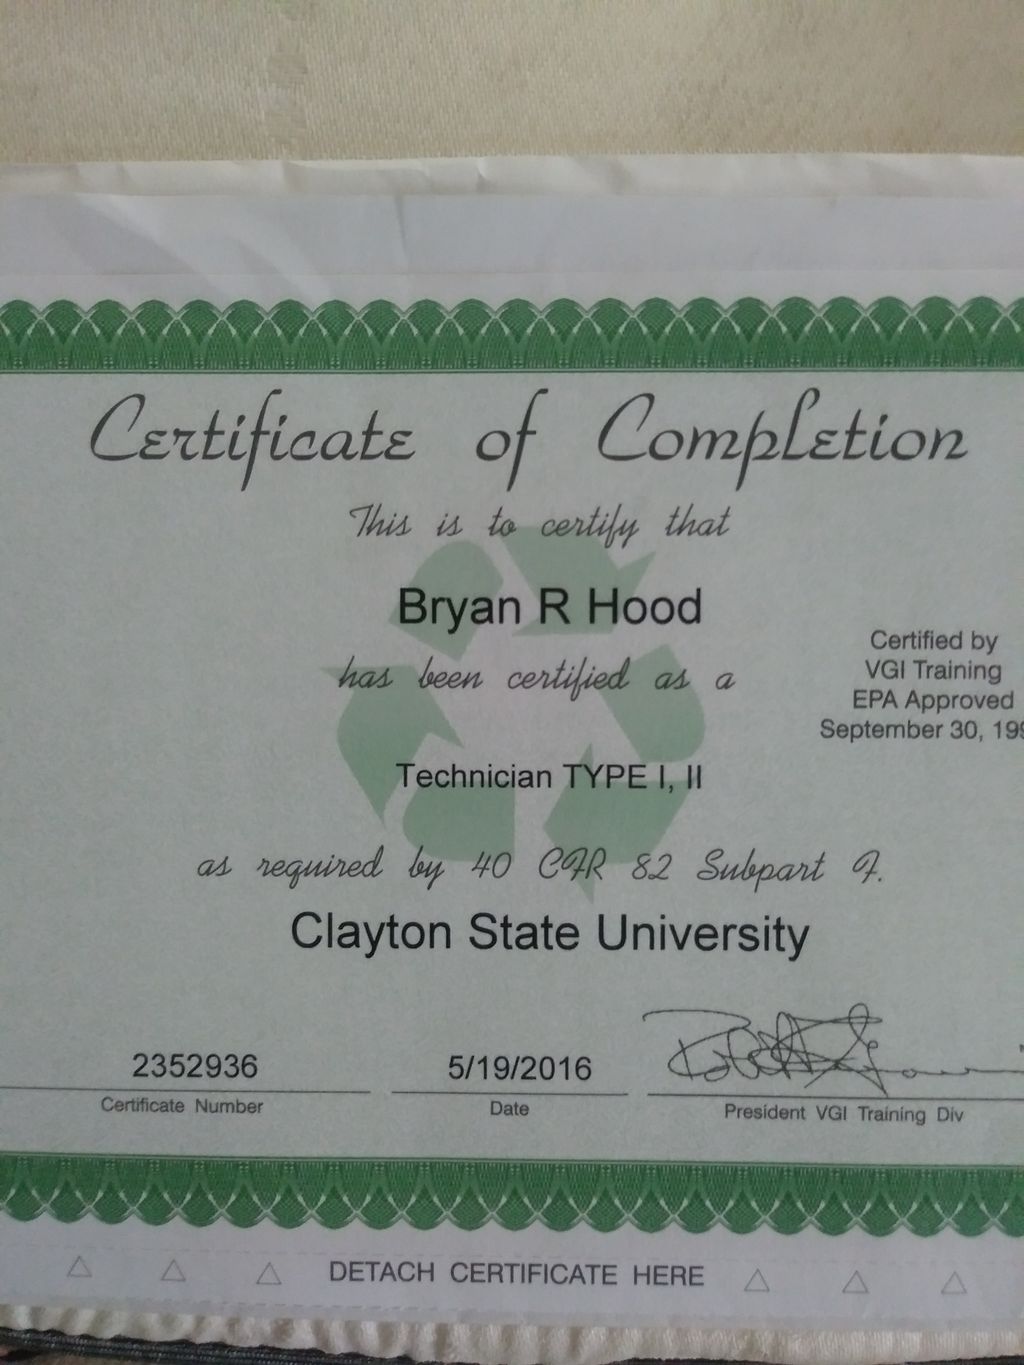 Certificate of Completion
This is to certify that
Bryan R Hood
has been certified as a
Technician TYPE I, II
as required by 40 CFR 82 Subpart F.
Clayton State University
Certified by
VGI Training
EPA Approved
September 30,
2352936
Certificate Number
5/19/2016
Date
President VGI Training Div
DETACH CERTIFICATE HERE